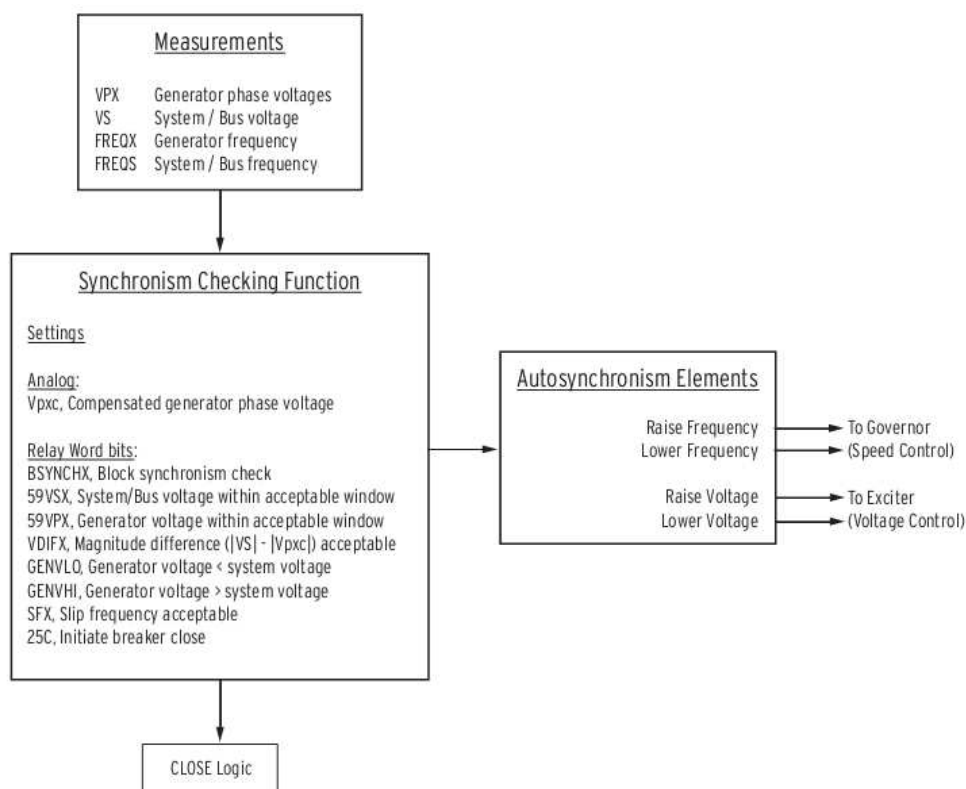 Measurements
VPX Generator phase voltages
VS System / Bus voltage
FREQX Generator frequency
FREQS System / Bus frequency
Synchronism Checking Function
Settings
Analog:
Vpxc, Compensated generator phase voltage
Relay Word bits:
BSYNCHX, Block synchronism check
59VSX, System/Bus voltage within acceptable window
59VPX, Generator voltage within acceptable window
VDIFX, Magnitude difference (|VS| - |Vpxc|) acceptable
GENVLO, Generator voltage < system voltage
GENVHI, Generator voltage > system voltage
SFX, Slip frequency acceptable
25C, Initiate breaker close
Autosynchronism Elements
Raise Frequency To Governor
Lower Frequency (Speed Control)
Raise Voltage To Exciter
Lower Voltage (Voltage Control)
CLOSE Logic